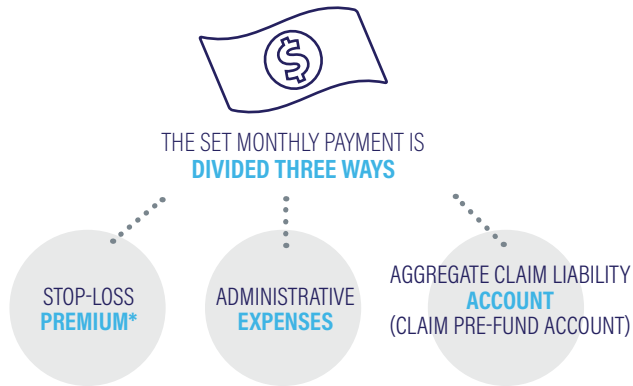 $
THE SET MONTHLY PAYMENT IS
DIVIDED THREE WAYS
STOP-LOSS
PREMIUM*
ADMINISTRATIVE
EXPENSES
AGGREGATE CLAIM LIABILITY
ACCOUNT
(CLAIM PRE-FUND ACCOUNT)